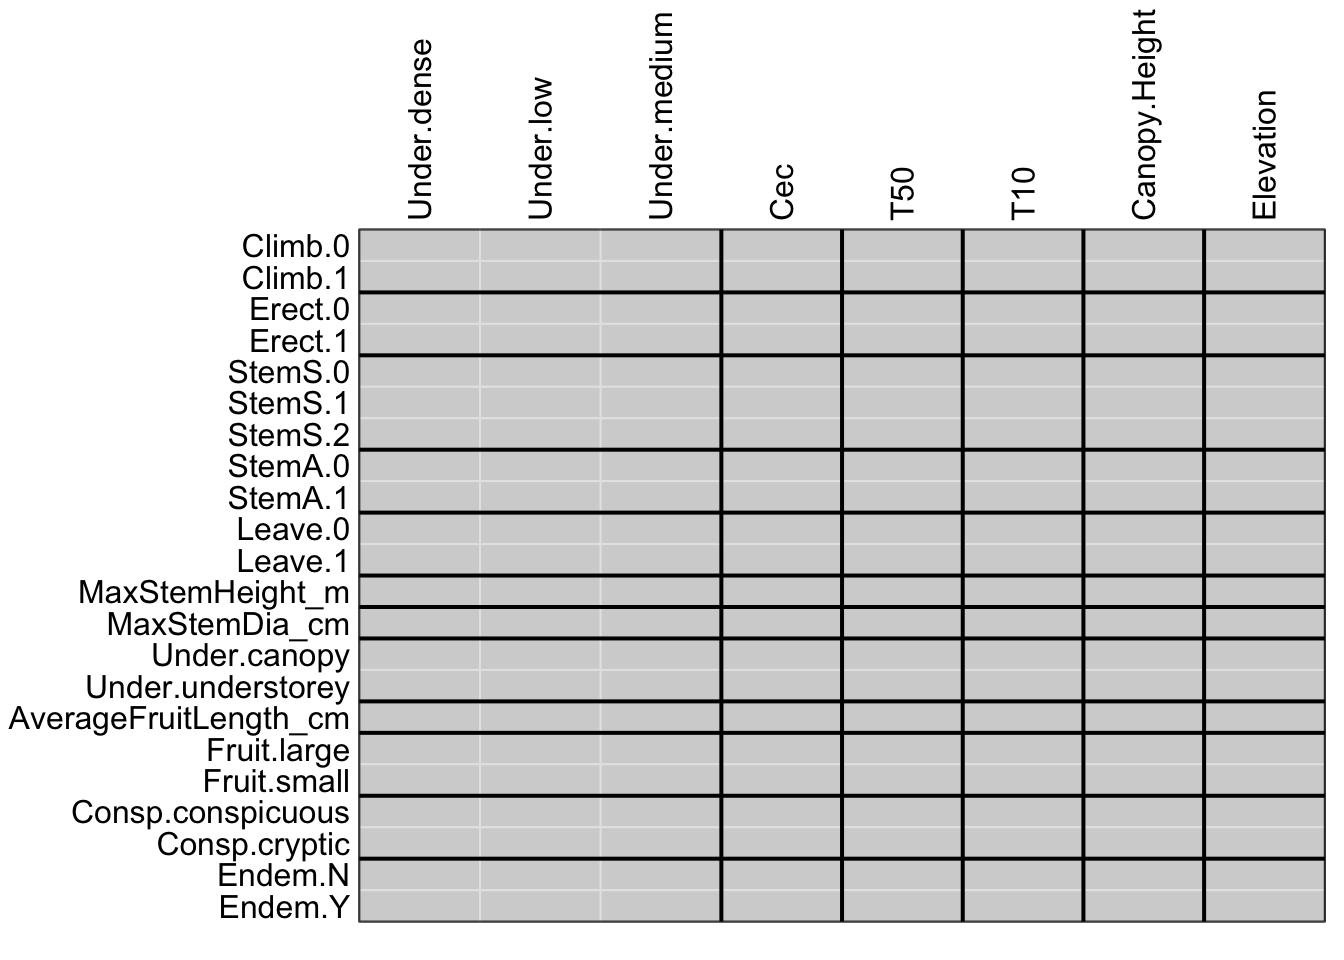 Under.dense
Under.low
Under.medium
Cec
T50
T10
Canopy.Height
Elevation
Climb.0
Climb.1
Erect.0
Erect.1
StemS.0
StemS.1
StemS.2
StemA.0
StemA.1
Leave.0
Leave.1
MaxStemHeight_m
MaxStemDia_cm
Under.canopy
Under.understorey
AverageFruitLength_cm
Fruit.large
Fruit.small
Consp.conspicuous
Consp.cryptic
Endem.N
Endem.Y